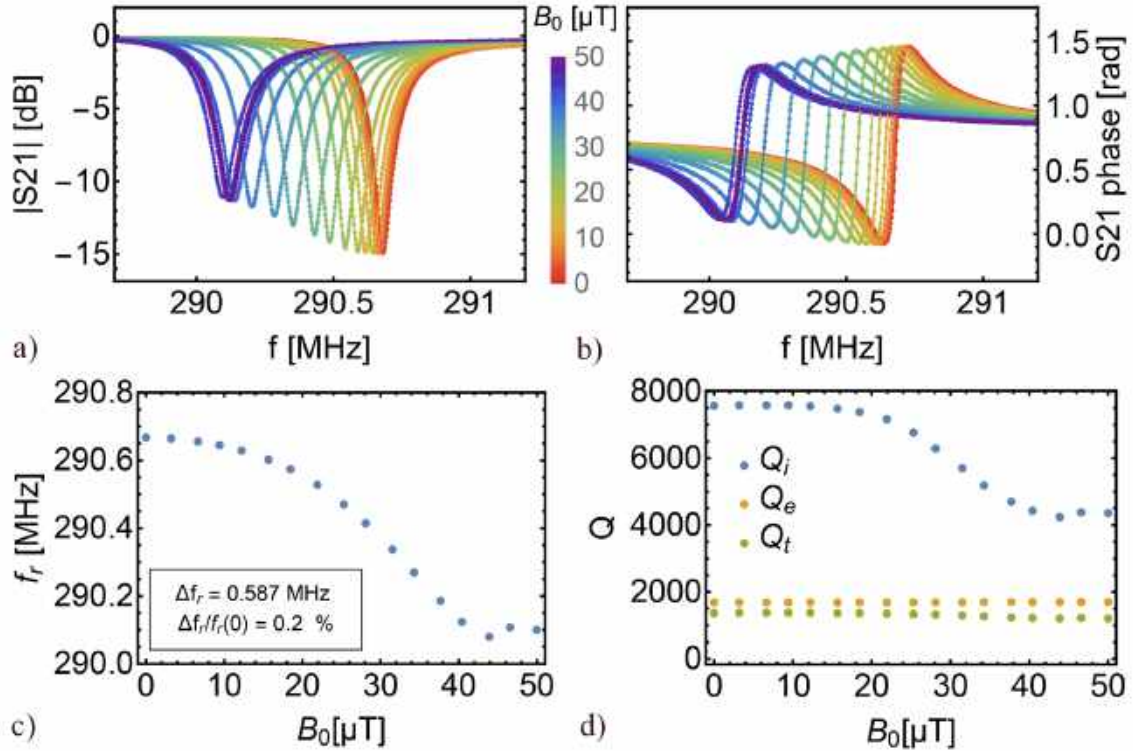 0
−5
−10
−15
|S21| [dB]
290
290.5
291
f [MHz]
a)
B0 [µT]
50
40
30
20
10
0
1.5
1.0
0.5
0.0
S21 phase [rad]
290
290.5
291
f [MHz]
b)
290.8
290.6
290.4
290.2
290.0
fr [MHz]
Δfr = 0.587 MHz
Δfr/fr(0) = 0.2 %
0
10
20
30
40
50
B0[µT]
c)
8000
6000
4000
2000
0
Q
Qi
Qe
Qt
0
10
20
30
40
50
B0[µT]
d)